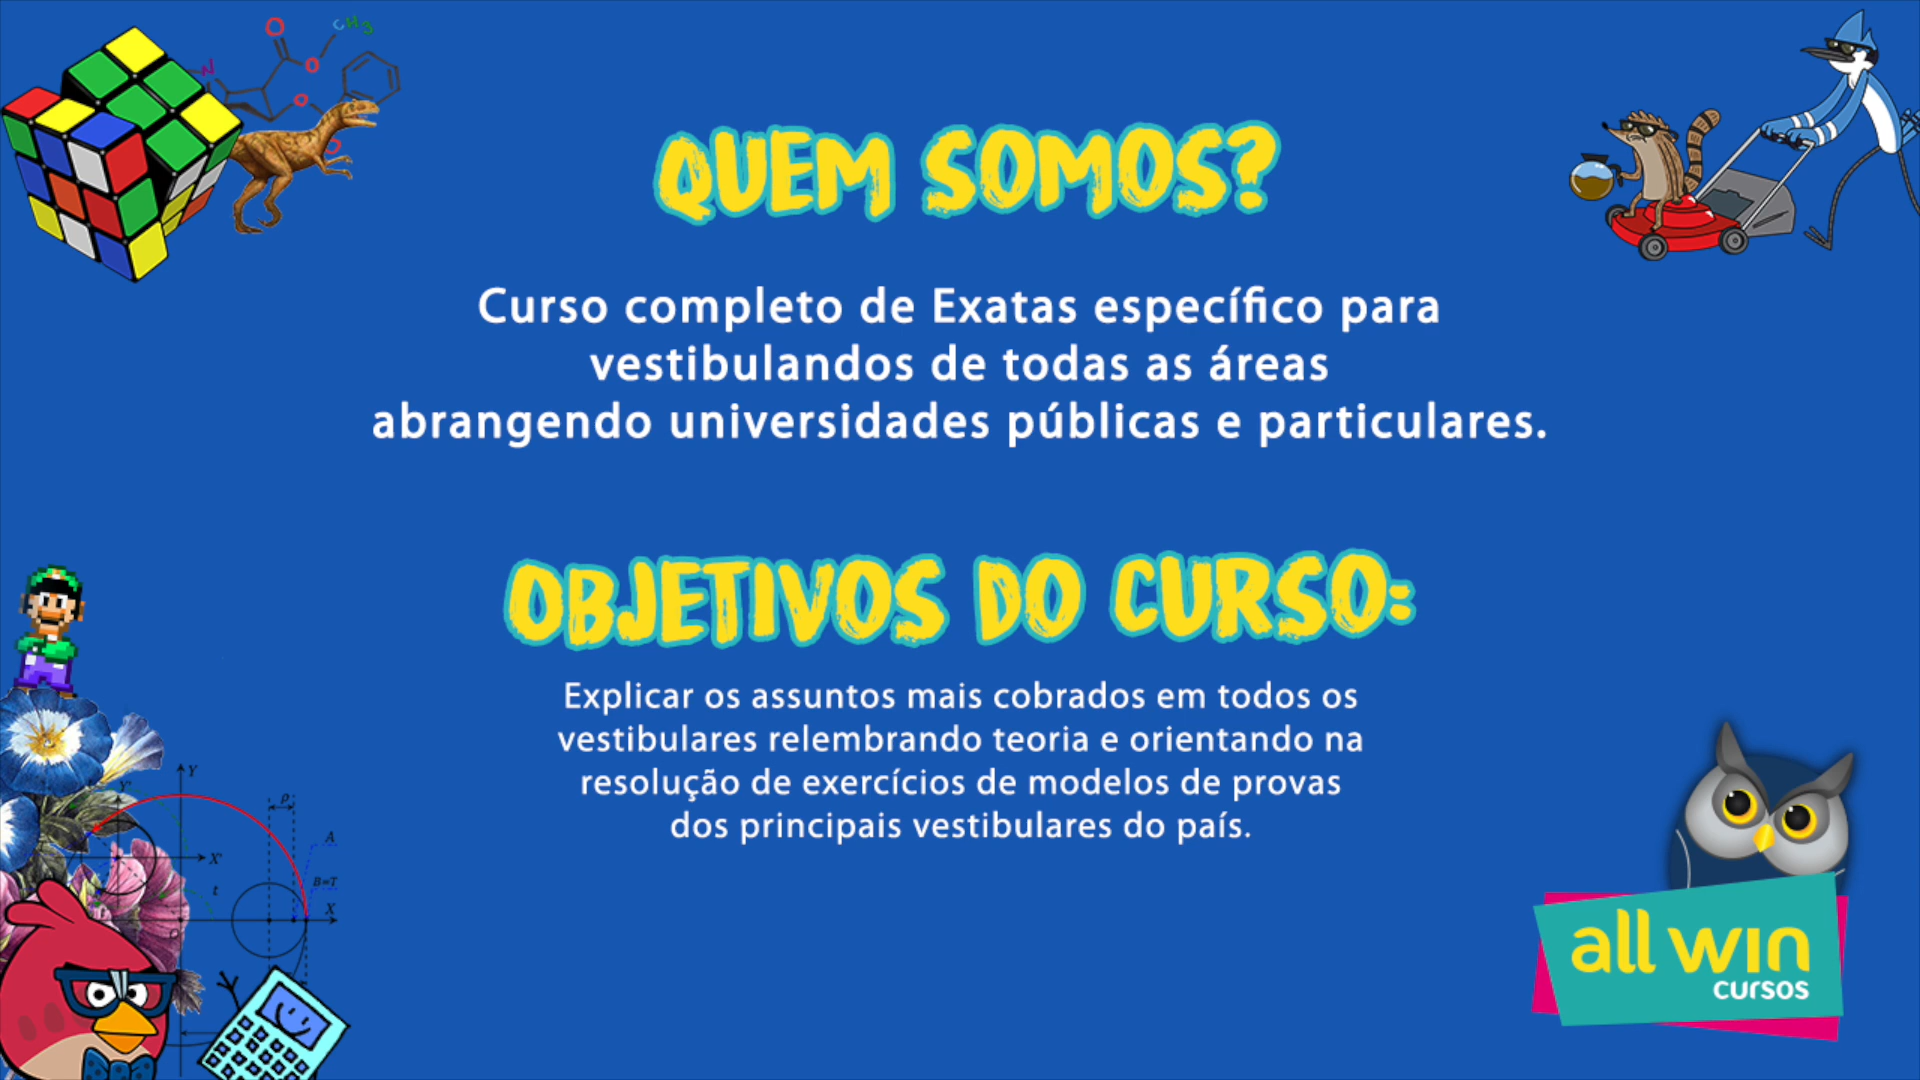 CH3
O
O
N
O
O
QUEM SOMOS?
Curso completo de Exatas específico para
vestibulandos de todas as áreas
abrangendo universidades públicas e particulares.
OBJETIVOS DO CURSO:
Explicar os assuntos mais cobrados em todos os
vestibulares relembrando teoria e orientando na
resolução de exercícios de modelos de provas
dos principais vestibulares do país.
Y
Y'
ρ
A
X'
B=T
t
X
all win
cursos